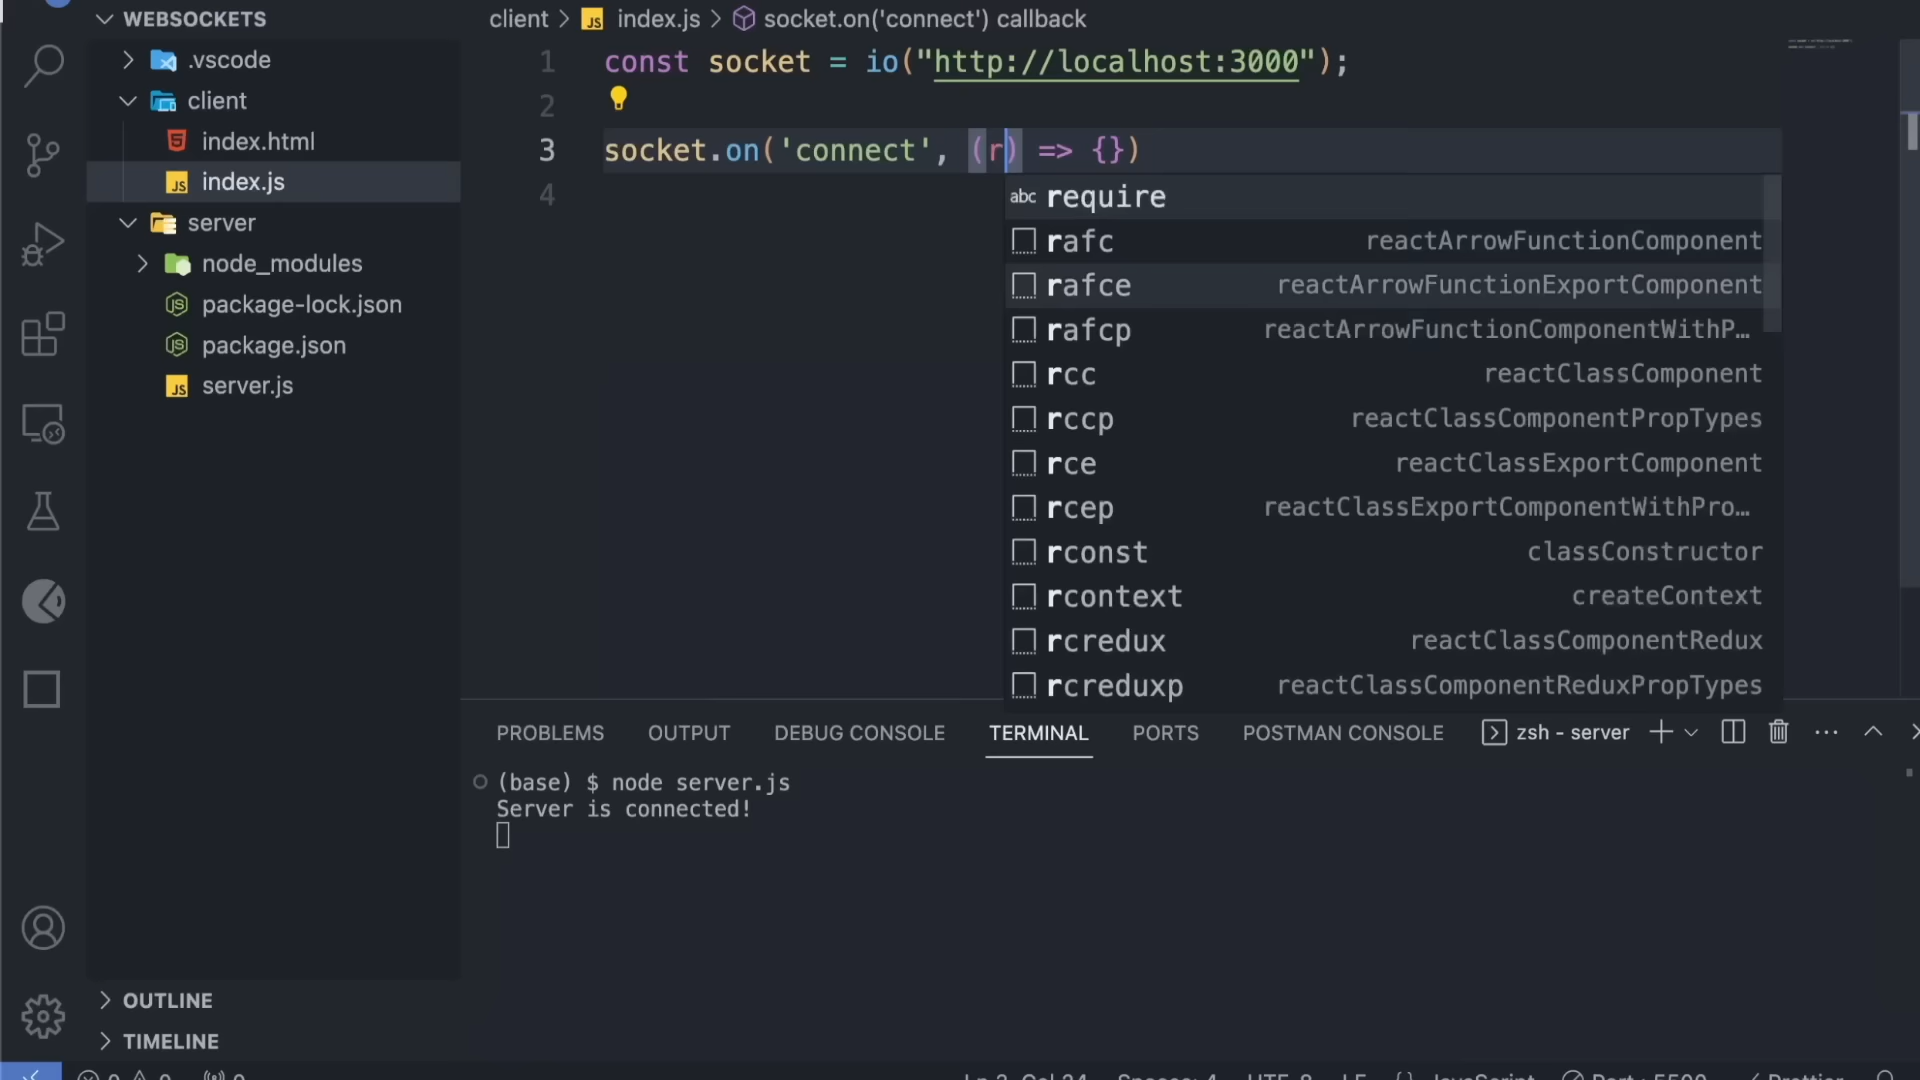 WEBSOCKETS
.vscode
client
index.html
index.js
server
node_modules
package-lock.json
package.json
server.js
OUTLINE
TIMELINE
client > JS index.js > socket.on('connect') callback
1 const socket = io("http://localhost:3000");
2
3 socket.on('connect', (r) => {})
4
abc require
rafc reactArrowFunctionComponent
rafce reactArrowFunctionExportComponent
rafcp reactArrowFunctionComponentWithP…
rcc reactClassComponent
rccp reactClassComponentPropTypes
rce reactClassExportComponent
rcep reactClassExportComponentWithPro…
rconst classConstructor
rcontext createContext
rcredux reactClassComponentRedux
rcreduxp reactClassComponentReduxPropTypes
PROBLEMS OUTPUT DEBUG CONSOLE TERMINAL PORTS POSTMAN CONSOLE zsh - server
(base) $ node server.js
Server is connected!